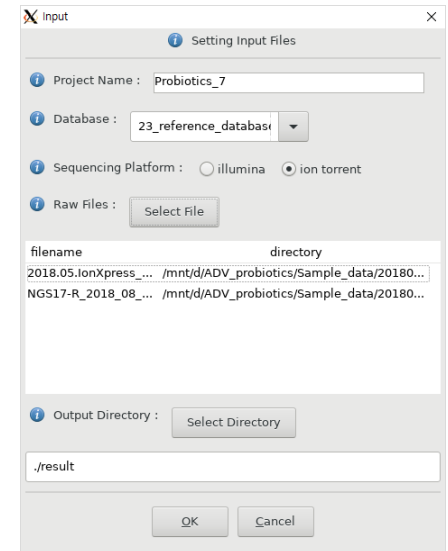 Input
Setting Input Files
Project Name : Probiotics_7
Database : 23_reference_databas
Sequencing Platform : illumina ion torrent
Raw Files : Select File
filename directory
2018.05.IonXpress_... /mnt/d/ADV_probiotics/Sample_data/20180...
NGS17-R_2018_08_... /mnt/d/ADV_probiotics/Sample_data/20180...
Output Directory : Select Directory
./result
OK Cancel